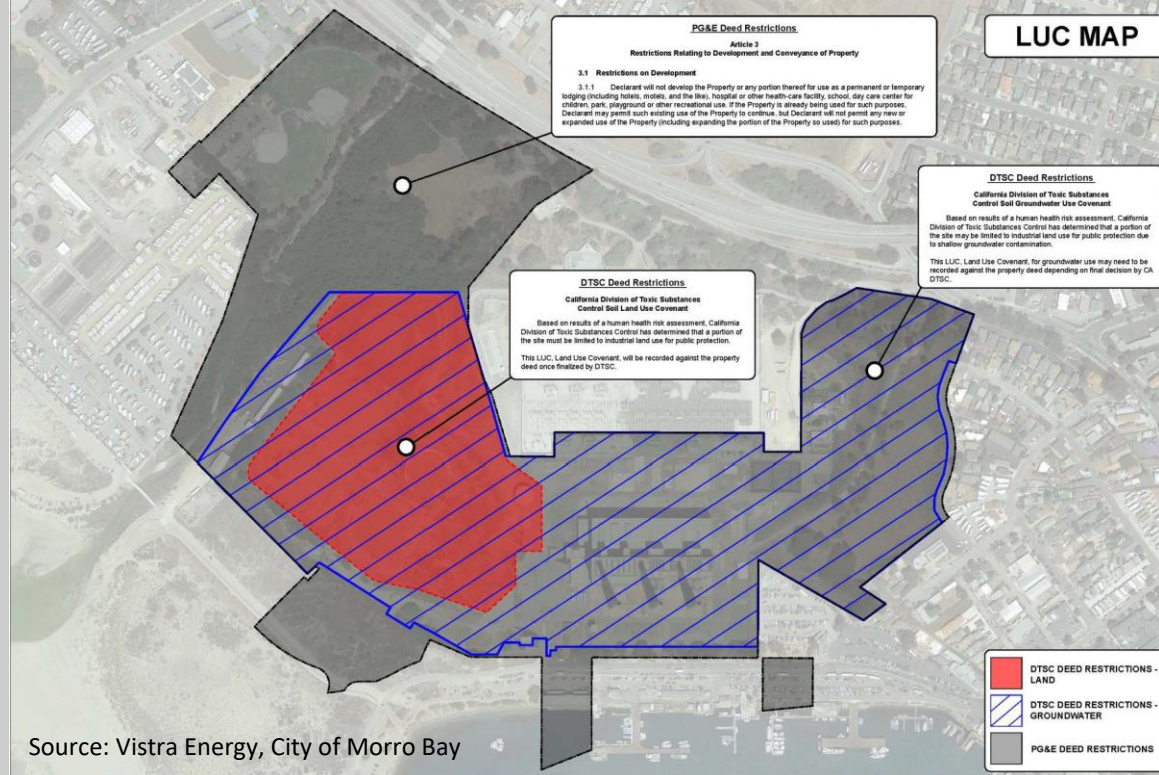 PG&E Deed Restrictions
Article 3
Restrictions Relating to Development and Conveyance of Property
3.1 Restrictions on Development
3.1.1 Declarant will not develop the Property or any portion thereof for use as a permanent or temporary
lodging (including hotels, motels, and the like), hospital or other health-care facility, school, day care center for
children, park, playground or other recreational use. If the Property is already being used for such purposes,
Declarant may permit such existing use of the Property to continue, but Declarant will not permit any new or
expanded use of the Property (including expanding the portion of the Property so used) for such purposes.
LUC MAP
DTSC Deed Restrictions
California Division of Toxic Substances
Control Soil Groundwater Use Covenant
Based on results of a human health risk assessment, California
Division of Toxic Substances Control has determined that a portion of
the site may be limited to industrial land use for public protection due
to shallow groundwater contamination.
This LUC, Land Use Covenant, for groundwater use may need to be
recorded against the property deed depending on final decision by CA
DTSC.
DTSC Deed Restrictions
California Division of Toxic Substances
Control Soil Land Use Covenant
Based on results of a human health risk assessment, California
Division of Toxic Substances Control has determined that a portion of
the site must be limited to industrial land use for public protection.
This LUC, Land Use Covenant, will be recorded against the property
deed once finalized by DTSC.
DTSC DEED RESTRICTIONS -
LAND
DTSC DEED RESTRICTIONS -
GROUNDWATER
PG&E DEED RESTRICTIONS
Source: Vistra Energy, City of Morro Bay